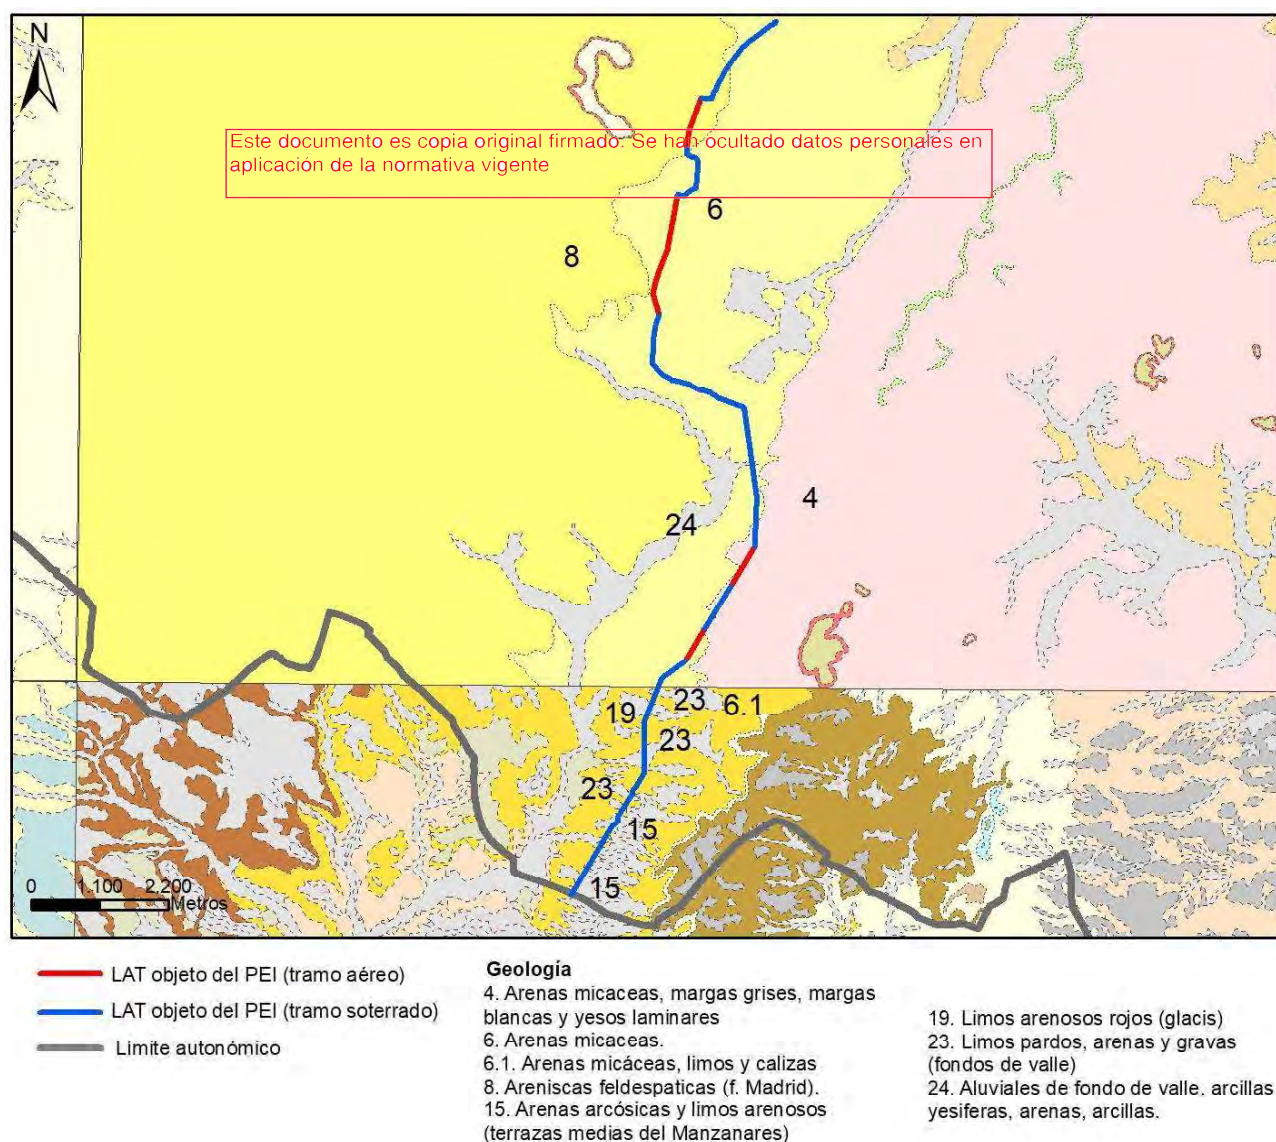 N
Este documento es copia original firmado. Se han ocultado datos personales en
aplicación de la normativa vigente
6
8
4
24
23
6.1
19
23
23
15
15
0 1.100 2.200
Metros
LAT objeto del PEI (tramo aéreo)
LAT objeto del PEI (tramo soterrado)
Limite autonómico
Geología
4. Arenas micaceas, margas grises, margas
blancas y yesos laminares
6. Arenas micaceas.
6.1. Arenas micáceas, limos y calizas
8. Areniscas feldespaticas (f. Madrid).
15. Arenas arcósicas y limos arenosos
(terrazas medias del Manzanares)
19. Limos arenosos rojos (glacis)
23. Limos pardos, arenas y gravas
(fondos de valle)
24. Aluviales de fondo de valle. arcillas
yesiferas, arenas, arcillas.